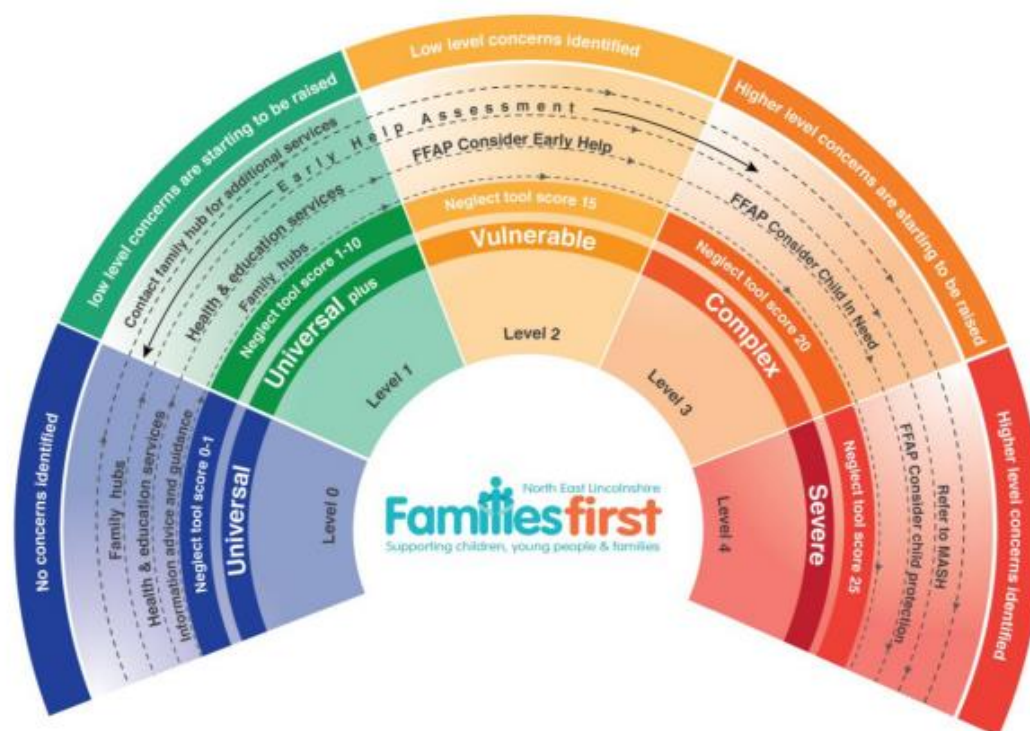 No concerns identified
Family hubs
Health & education services
Information advice and guidance
Neglect tool score 0-1
Universal
Level 0
low level concerns are starting to be raised
Contact family hub for additional services
Early Help Assessment
Health & education services
Family hubs
Neglect tool score 1-10
Universal plus
Level 1
Low level concerns identified
FFAP Consider Early Help
Neglect tool score 15
Vulnerable
Level 2
Higher level concerns are starting to be raised
FFAP Consider Child In Need
Neglect tool score 20
Complex
Level 3
Higher level concerns identified
Refer to MASH
FFAP Consider child protection
Neglect tool score 25
Severe
Level 4
North East Lincolnshire
Families first
Supporting children, young people & families